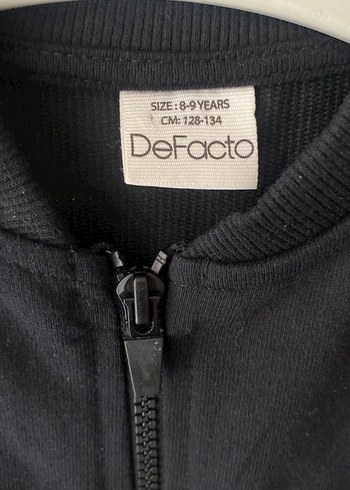 SIZE: 8-9 YEARS
CM: 128-134
DeFacto